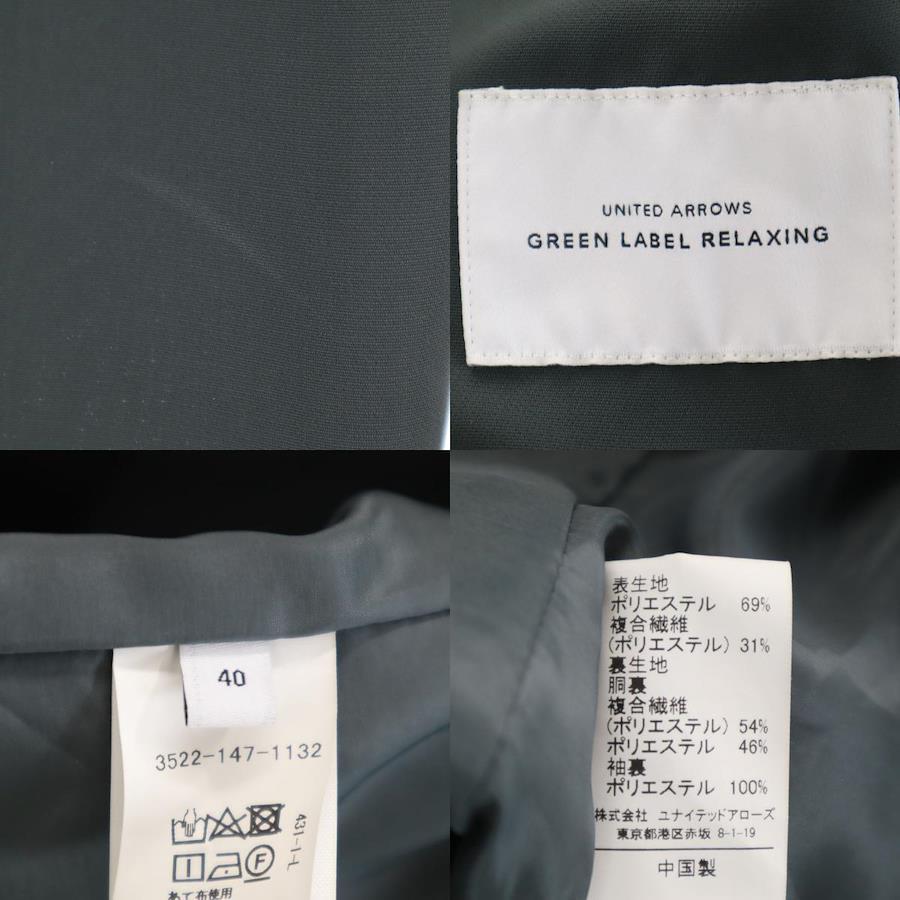 UNITED ARROWS
GREEN LABEL RELAXING
40
3522-147-1132
431-1-L
F
あて布使用
表生地
ポリエステル 69%
複合繊維
(ポリエステル) 31%
裏生地
胴裏
複合繊維
(ポリエステル) 54%
ポリエステル 46%
袖裏
ポリエステル 100%
株式会社 ユナイテッドアローズ
東京都港区赤坂 8-1-19
中国製